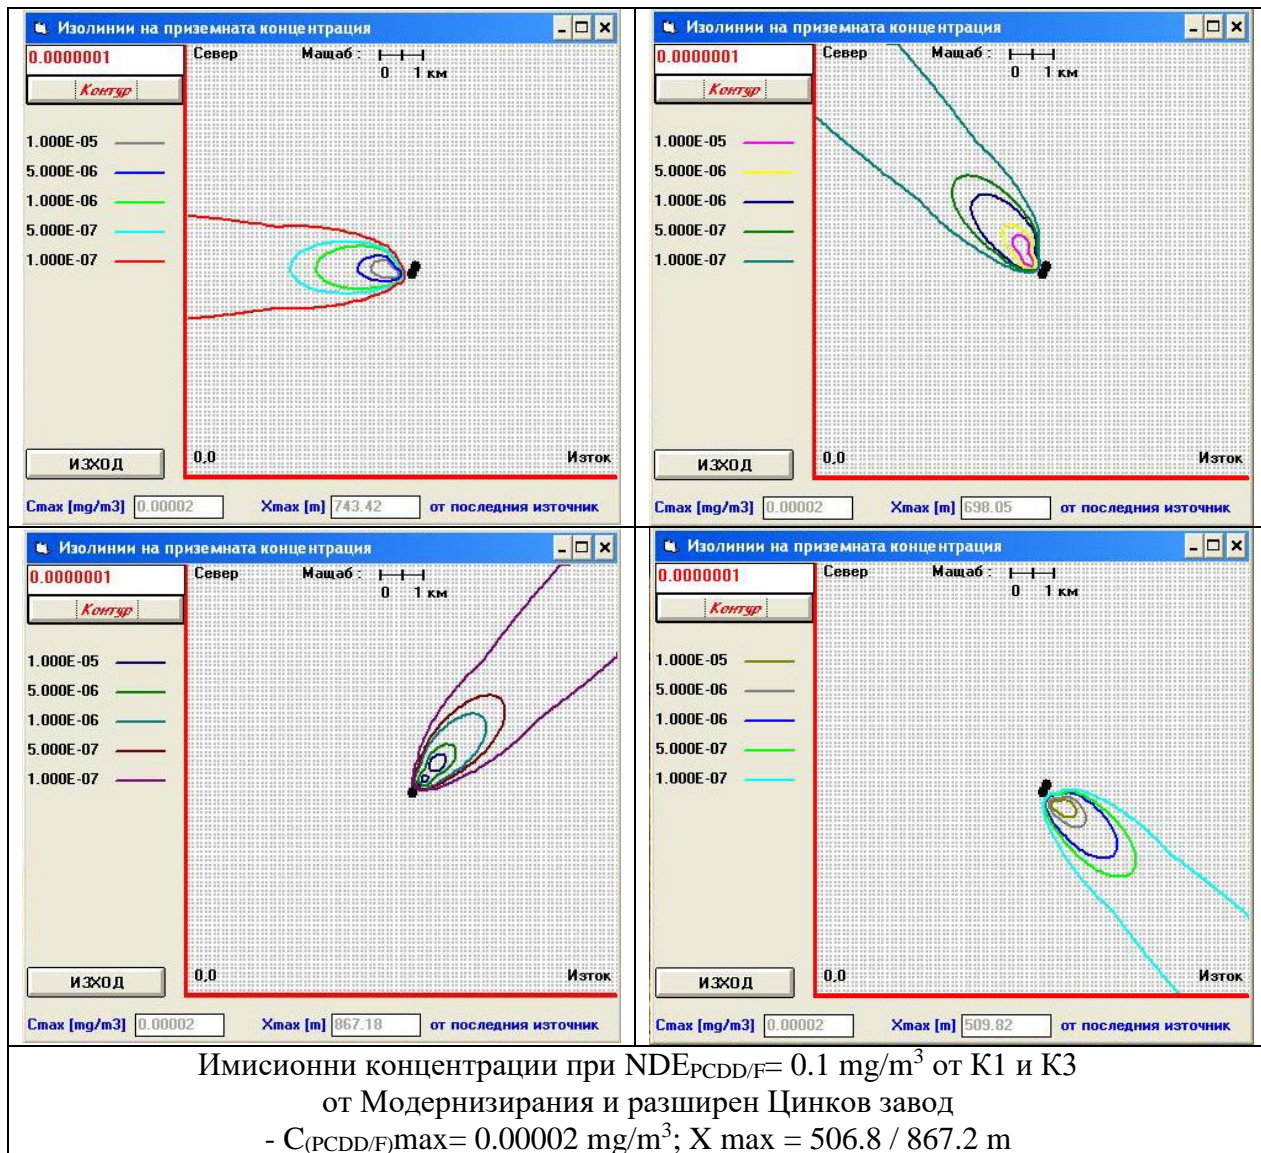 Изолинии на приземната концентрация
0.0000001
Север
Мащаб :
0 1 км
Контур
1.000E-05
5.000E-06
1.000E-06
5.000E-07
1.000E-07
ИЗХОД
0,0
Изток
Cmax [mg/m3] 0.00002 Xmax [m] 743.42 от последния източник
Изолинии на приземната концентрация
0.0000001
Север
Мащаб :
0 1 км
Контур
1.000E-05
5.000E-06
1.000E-06
5.000E-07
1.000E-07
ИЗХОД
0,0
Изток
Cmax [mg/m3] 0.00002 Xmax [m] 698.05 от последния източник
Изолинии на приземната концентрация
0.0000001
Север
Мащаб :
0 1 км
Контур
1.000E-05
5.000E-06
1.000E-06
5.000E-07
1.000E-07
ИЗХОД
0,0
Изток
Cmax [mg/m3] 0.00002 Xmax [m] 867.18 от последния източник
Изолинии на приземната концентрация
0.0000001
Север
Мащаб :
0 1 км
Контур
1.000E-05
5.000E-06
1.000E-06
5.000E-07
1.000E-07
ИЗХОД
0,0
Изток
Cmax [mg/m3] 0.00002 Xmax [m] 509.82 от последния източник
Имисионни концентрации при NDEPCDD/F= 0.1 mg/m³ от К1 и К3
от Модернизирания и разширен Цинков завод
- C(PCDD/F)max= 0.00002 mg/m³; X max = 506.8 / 867.2 m